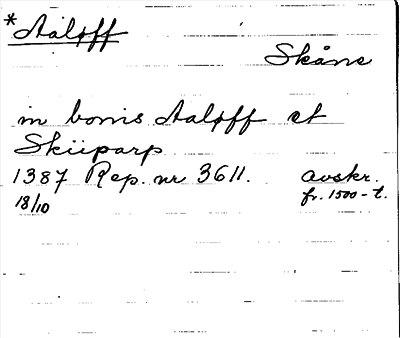 * Aaløff
Skåne
in bonis Aaløff et
Skiiparp
1387 Rep. nr 3611. avskr.
18/10 fr. 1500-t.